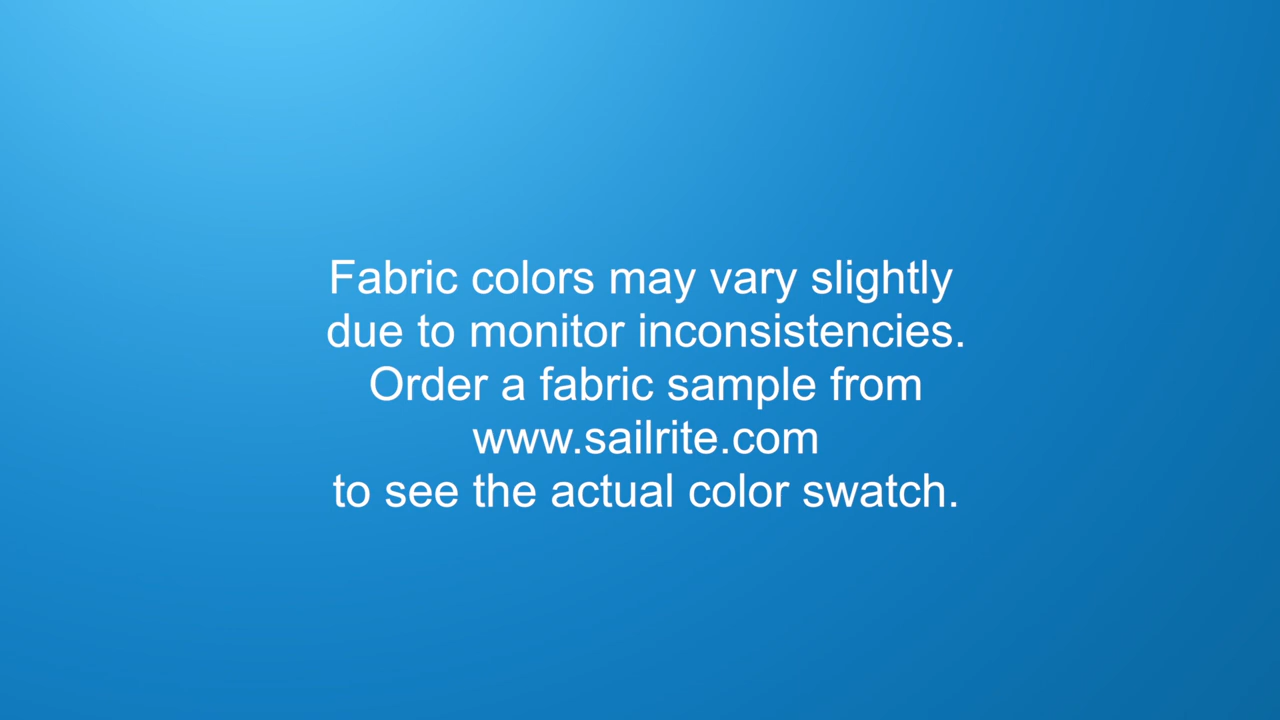 Fabric colors may vary slightly
due to monitor inconsistencies.
Order a fabric sample from
www.sailrite.com
to see the actual color swatch.